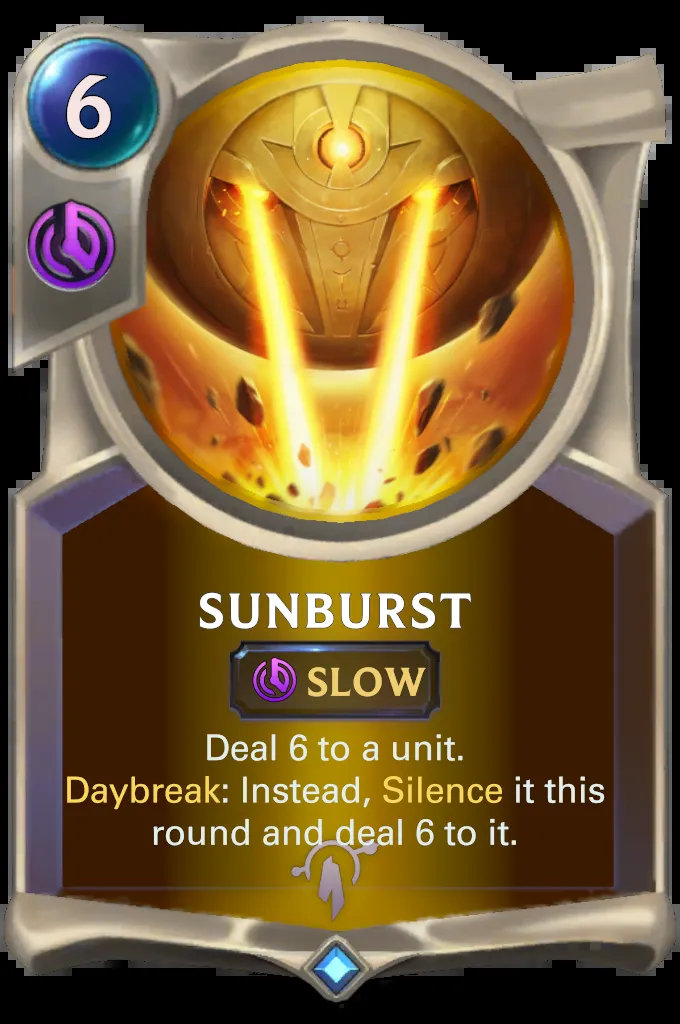 6
SUNBURST
SLOW
Deal 6 to a unit.
Daybreak: Instead, Silence it this
round and deal 6 to it.